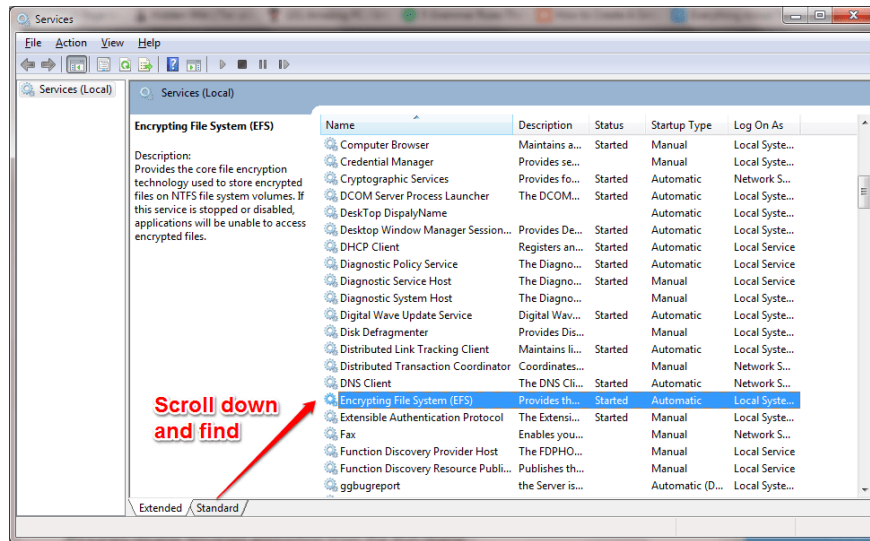 Services
File Action View Help
Services (Local)
Services (Local)
Encrypting File System (EFS)
Description:
Provides the core file encryption
technology used to store encrypted
files on NTFS file system volumes. If
this service is stopped or disabled,
applications will be unable to access
encrypted files.
Name Description Status Startup Type Log On As
Computer Browser Maintains a... Started Manual Local Syste...
Credential Manager Provides se... Manual Local Syste...
Cryptographic Services Provides fo... Started Automatic Network S...
DCOM Server Process Launcher The DCOM... Started Automatic Local Syste...
DeskTop DispalyName Automatic Local Syste...
Desktop Window Manager Session... Provides De... Started Automatic Local Syste...
DHCP Client Registers an... Started Automatic Local Service
Diagnostic Policy Service The Diagno... Started Automatic Local Service
Diagnostic Service Host The Diagno... Started Manual Local Service
Diagnostic System Host The Diagno... Manual Local Syste...
Digital Wave Update Service Digital Wav... Started Automatic Local Syste...
Disk Defragmenter Provides Dis... Manual Local Syste...
Distributed Link Tracking Client Maintains li... Started Automatic Local Syste...
Distributed Transaction Coordinator Coordinates... Manual Network S...
DNS Client The DNS Cli... Started Automatic Network S...
Encrypting File System (EFS) Provides th... Started Automatic Local Syste...
Extensible Authentication Protocol The Extensi... Started Manual Local Syste...
Fax Enables you... Manual Network S...
Function Discovery Provider Host The FDPHO... Manual Local Service
Function Discovery Resource Publi... Publishes th... Manual Local Service
ggbugreport the Server is... Automatic (D... Local Syste...
Scroll down
and find
Extended Standard